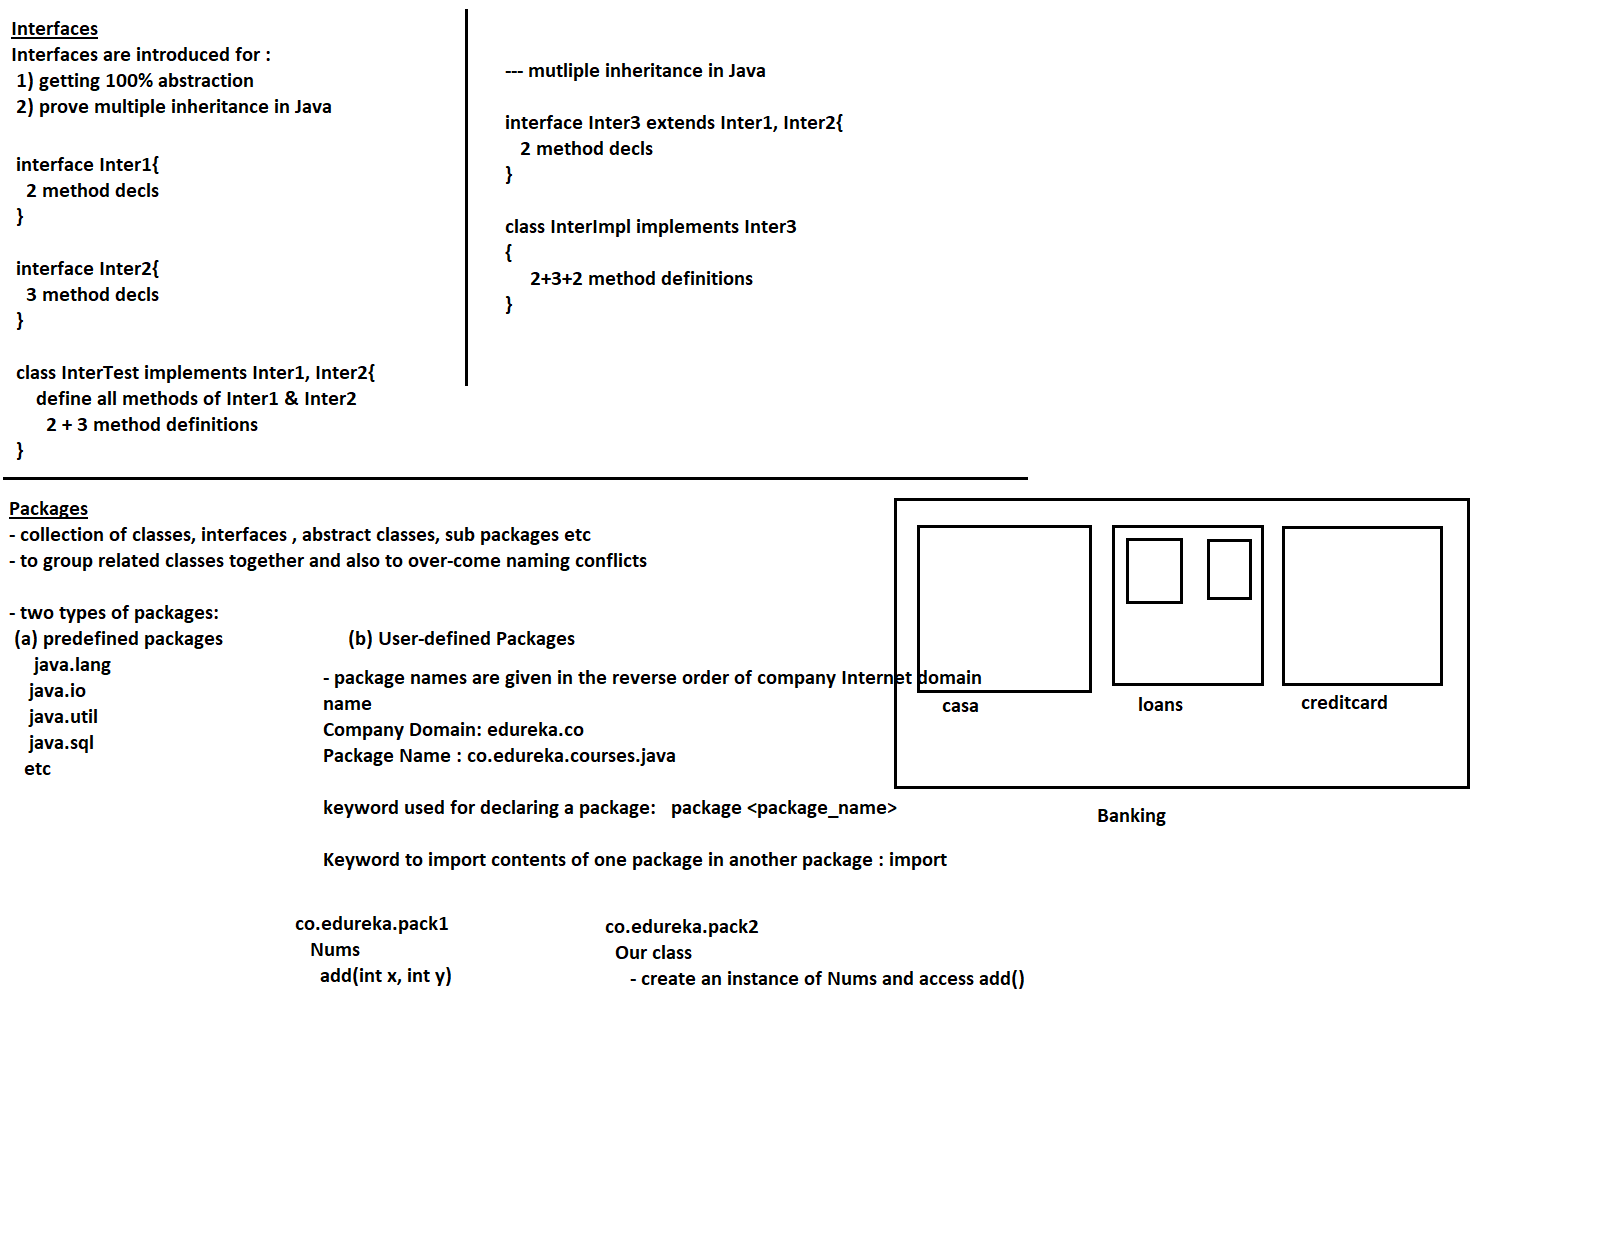 Interfaces
Interfaces are introduced for :
1) getting 100% abstraction
2) prove multiple inheritance in Java
interface Inter1{
2 method decls
}
interface Inter2{
3 method decls
}
class InterTest implements Inter1, Inter2{
define all methods of Inter1 & Inter2
2 + 3 method definitions
}
--- mutliple inheritance in Java
interface Inter3 extends Inter1, Inter2{
2 method decls
}
class InterImpl implements Inter3
{
2+3+2 method definitions
}
Packages
- collection of classes, interfaces , abstract classes, sub packages etc
- to group related classes together and also to over-come naming conflicts
- two types of packages:
(a) predefined packages
java.lang
java.io
java.util
java.sql
etc
(b) User-defined Packages
- package names are given in the reverse order of company Internet domain
name
Company Domain: edureka.co
Package Name : co.edureka.courses.java
keyword used for declaring a package: package <package_name>
Keyword to import contents of one package in another package : import
casa
loans
creditcard
Banking
co.edureka.pack1
Nums
add(int x, int y)
co.edureka.pack2
Our class
- create an instance of Nums and access add()